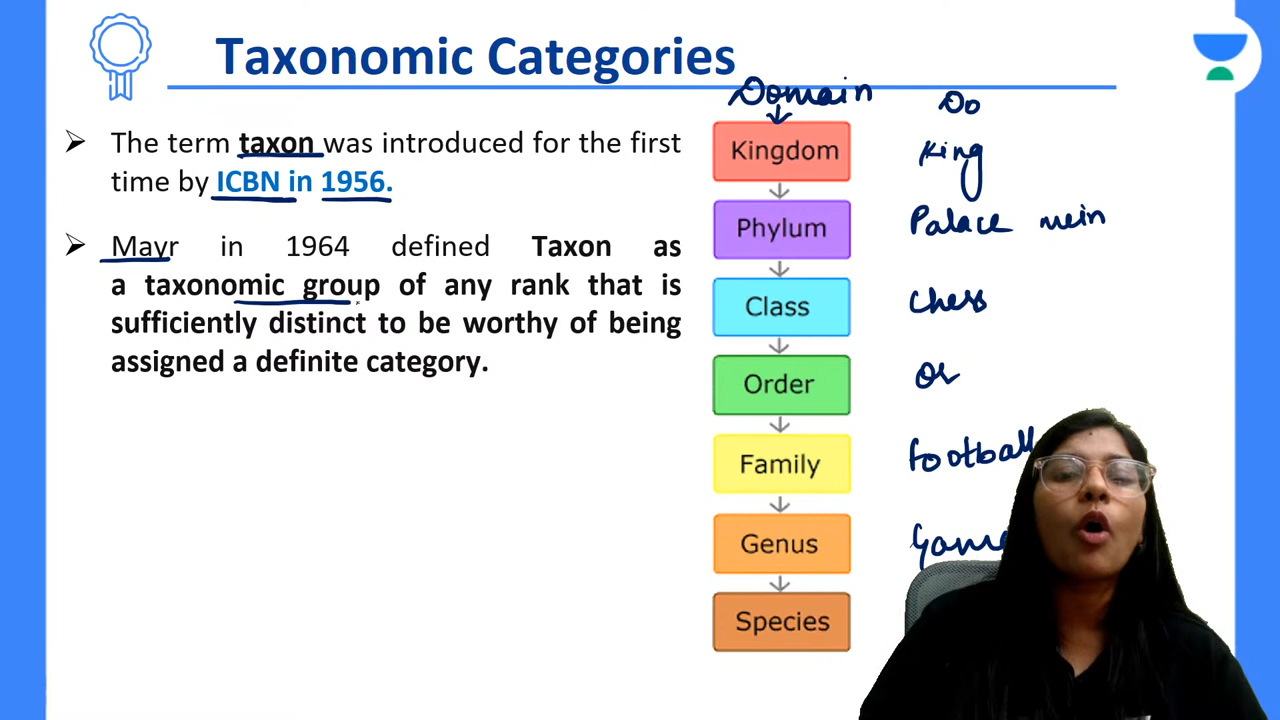 Taxonomic Categories
The term taxon was introduced for the first
time by ICBN in 1956.
Mayr in 1964 defined Taxon as
a taxonomic group of any rank that is
sufficiently distinct to be worthy of being
assigned a definite category.
Domain
Kingdom
Phylum
Class
Order
Family
Genus
Species
Do
King
Palace mein
Chess
or
football